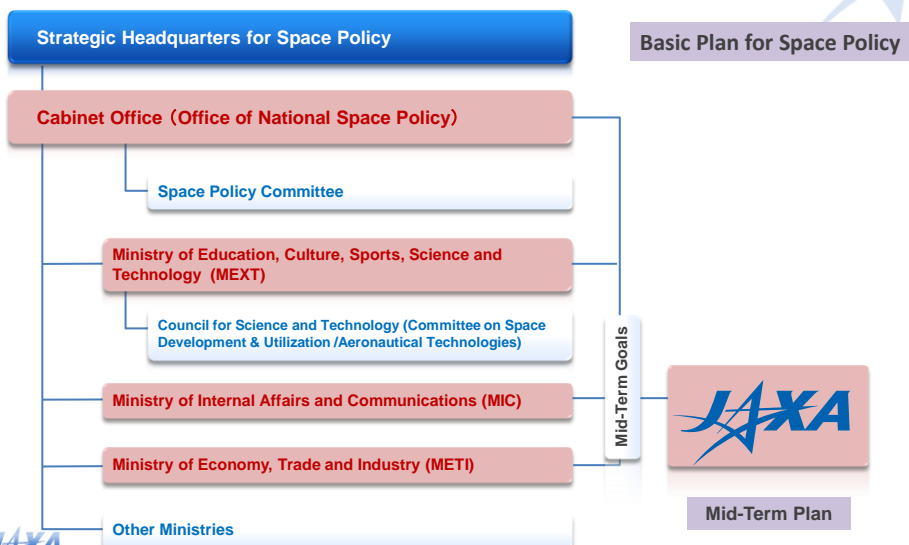 Strategic Headquarters for Space Policy
Basic Plan for Space Policy
Cabinet Office（Office of National Space Policy）
Space Policy Committee
Ministry of Education, Culture, Sports, Science and
Technology (MEXT)
Council for Science and Technology (Committee on Space
Development & Utilization /Aeronautical Technologies)
Mid-Term Goals
Ministry of Internal Affairs and Communications (MIC)
JAXA
Ministry of Economy, Trade and Industry (METI)
Mid-Term Plan
Other Ministries
JAXA